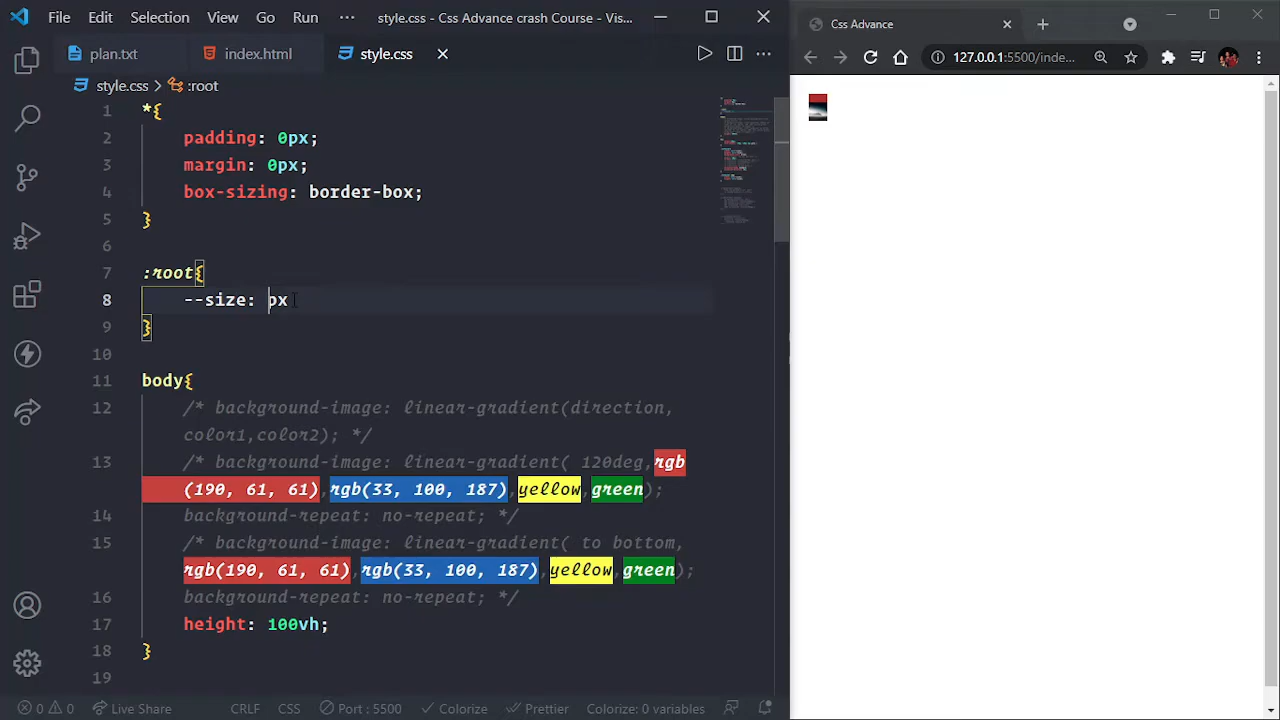 File Edit Selection View Go Run ··· style.css - Css Advance crash Course - Vis...
plan.txt index.html style.css
style.css > :root
1 *{
2 padding: 0px;
3 margin: 0px;
4 box-sizing: border-box;
5 }
6
7 :root{
8 --size: px
9 }
10
11 body{
12 /* background-image: linear-gradient(direction,
color1,color2); */
13 /* background-image: linear-gradient( 120deg,rgb
(190, 61, 61),rgb(33, 100, 187),yellow,green);
14 background-repeat: no-repeat; */
15 /* background-image: linear-gradient( to bottom,
rgb(190, 61, 61),rgb(33, 100, 187),yellow,green);
16 background-repeat: no-repeat; */
17 height: 100vh;
18 }
19
0 0 Live Share CRLF CSS Port : 5500 Colorize Prettier Colorize: 0 variables
Css Advance
127.0.0.1:5500/inde...